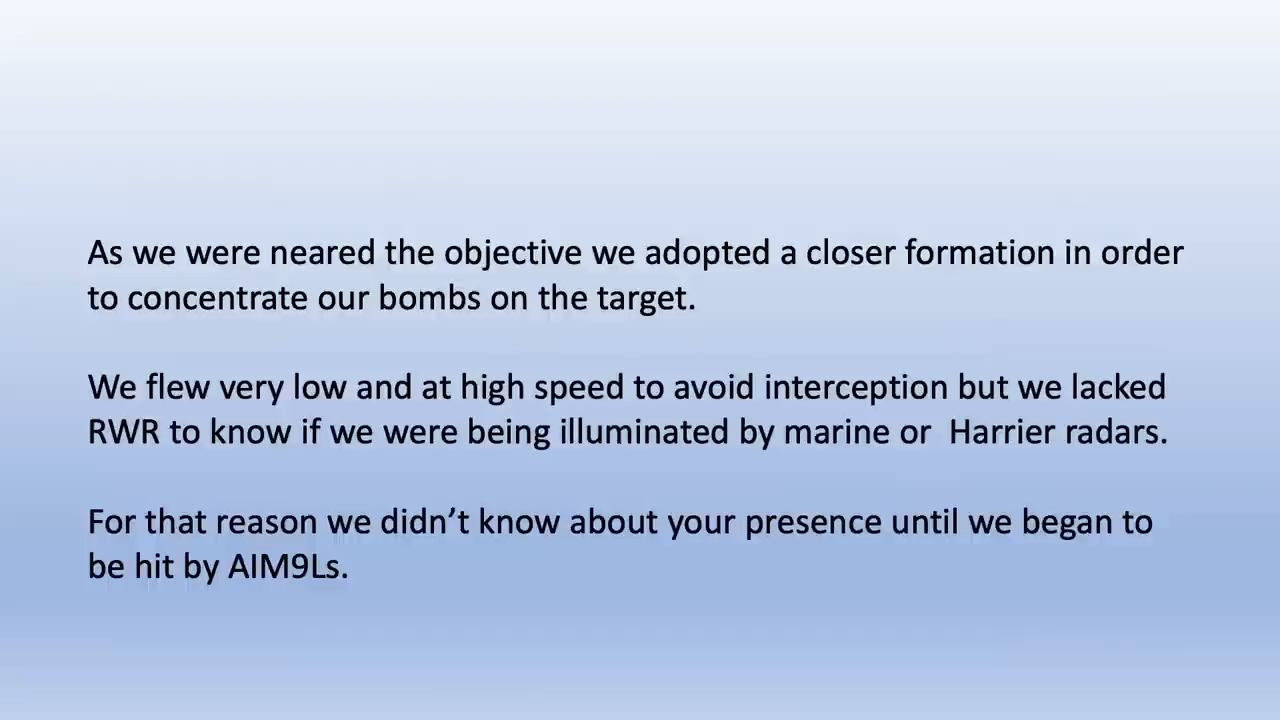 As we were neared the objective we adopted a closer formation in order
to concentrate our bombs on the target.
We flew very low and at high speed to avoid interception but we lacked
RWR to know if we were being illuminated by marine or  Harrier radars.
For that reason we didn’t know about your presence until we began to
be hit by AIM9Ls.